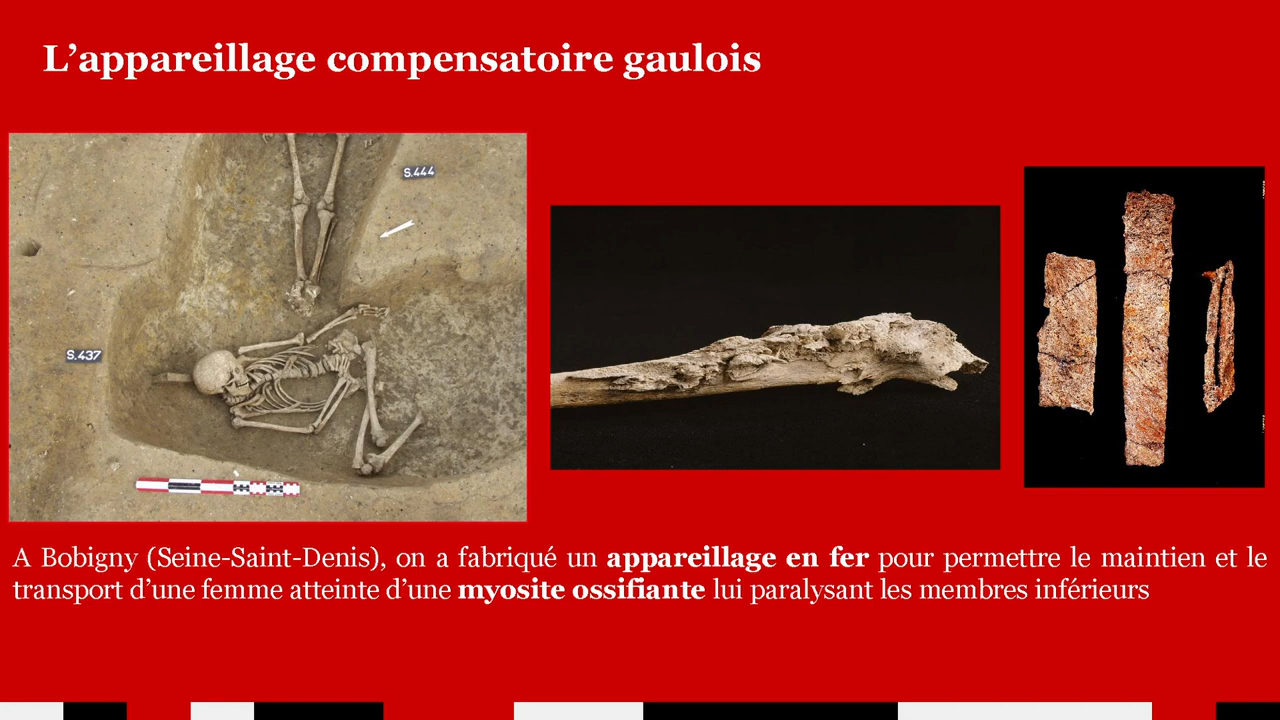 L’appareillage compensatoire gaulois
S.444
S.437
A Bobigny (Seine-Saint-Denis), on a fabriqué un appareillage en fer pour permettre le maintien et le
transport d’une femme atteinte d’une myosite ossifiante lui paralysant les membres inférieurs